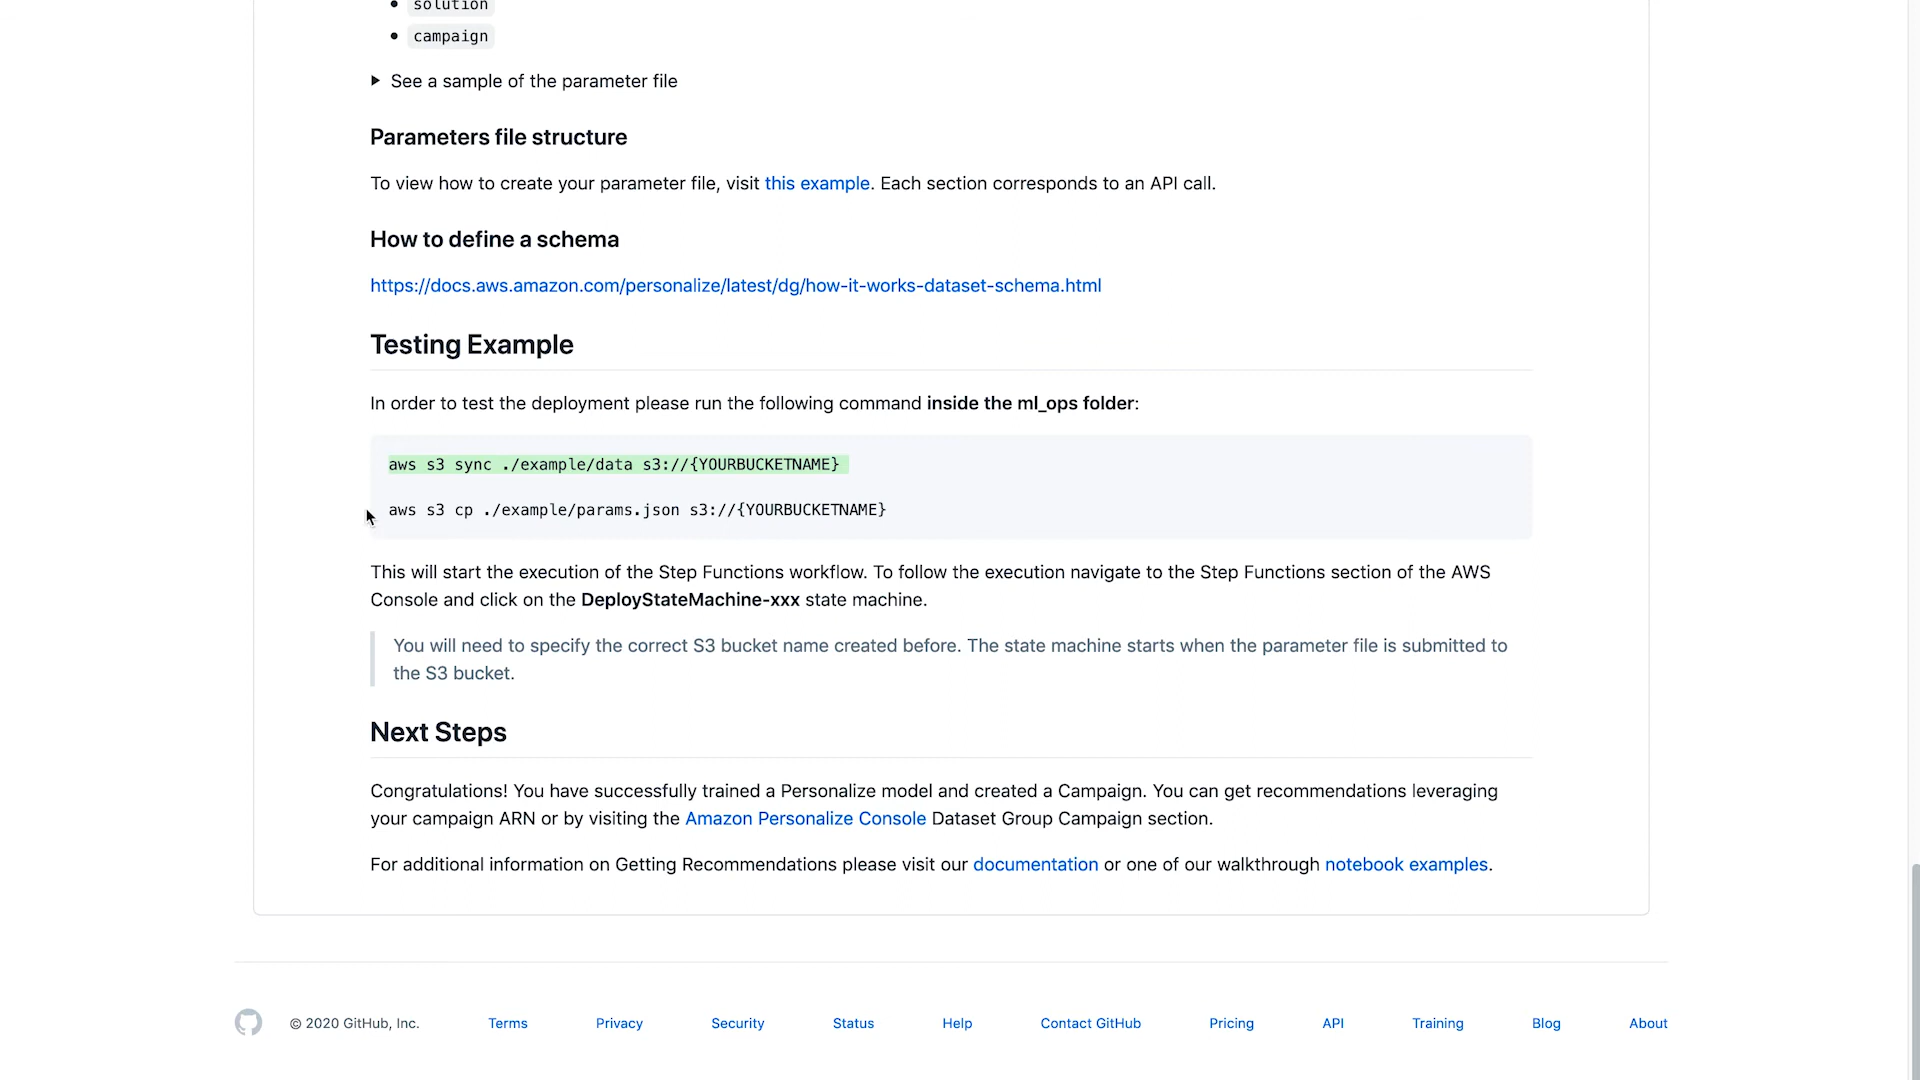 solution
campaign
See a sample of the parameter file
Parameters file structure
To view how to create your parameter file, visit this example. Each section corresponds to an API call.
How to define a schema
https://docs.aws.amazon.com/personalize/latest/dg/how-it-works-dataset-schema.html
Testing Example
In order to test the deployment please run the following command inside the ml_ops folder:
aws s3 sync ./example/data s3://{YOURBUCKETNAME}
aws s3 cp ./example/params.json s3://{YOURBUCKETNAME}
This will start the execution of the Step Functions workflow. To follow the execution navigate to the Step Functions section of the AWS
Console and click on the DeployStateMachine-xxx state machine.
You will need to specify the correct S3 bucket name created before. The state machine starts when the parameter file is submitted to
the S3 bucket.
Next Steps
Congratulations! You have successfully trained a Personalize model and created a Campaign. You can get recommendations leveraging
your campaign ARN or by visiting the Amazon Personalize Console Dataset Group Campaign section.
For additional information on Getting Recommendations please visit our documentation or one of our walkthrough notebook examples.
© 2020 GitHub, Inc. Terms Privacy Security Status Help Contact GitHub Pricing API Training Blog About